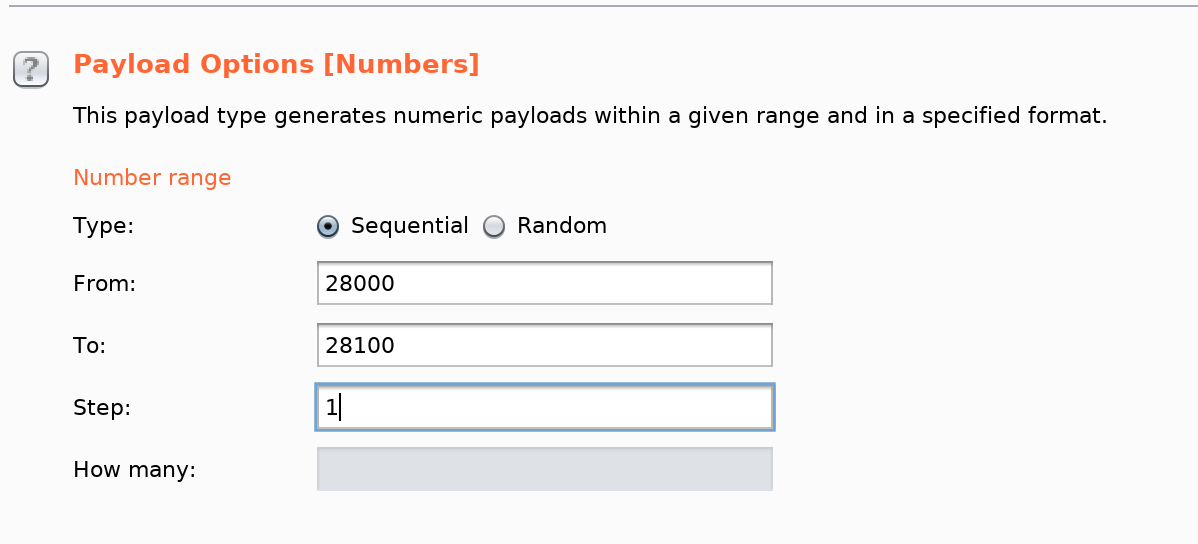 ?
Payload Options [Numbers]
This payload type generates numeric payloads within a given range and in a specified format.
Number range
Type: Sequential Random
From: 28000
To: 28100
Step: 1
How many: